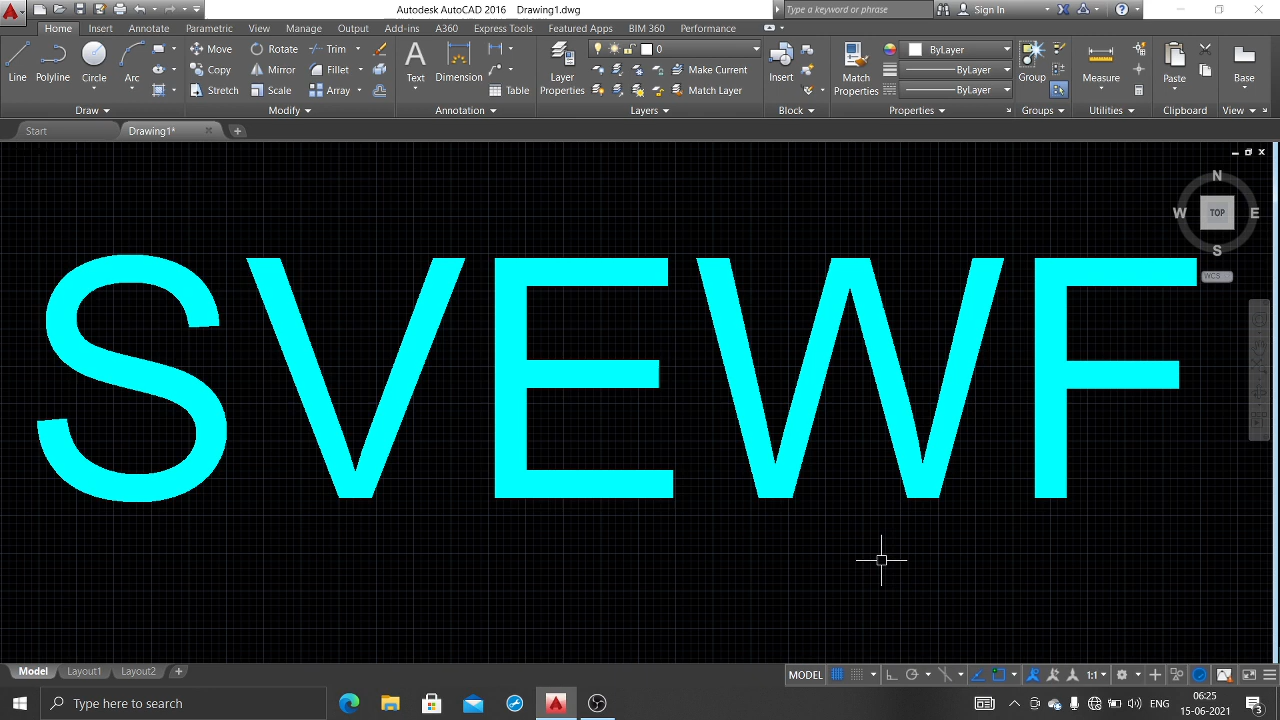 Autodesk AutoCAD 2016 Drawing1.dwg
Type a keyword or phrase
Sign In
Home Insert Annotate Parametric View Manage Output Add-ins A360 Express Tools Featured Apps BIM 360 Performance
Line Polyline Circle Arc
Move Rotate Trim
Copy Mirror Fillet
Stretch Scale Array
Text Dimension Table
Layer Properties
0
Make Current
Match Layer
Insert
Match Properties
ByLayer
ByLayer
ByLayer
Group
Measure
Paste
Base
Draw Modify Annotation Layers Block Properties Groups Utilities Clipboard View
Start Drawing1*
N
W TOP E
S
WCS
SVEWF
Model Layout1 Layout2
MODEL 1:1
Type here to search
ENG
06:25
15-06-2021
3